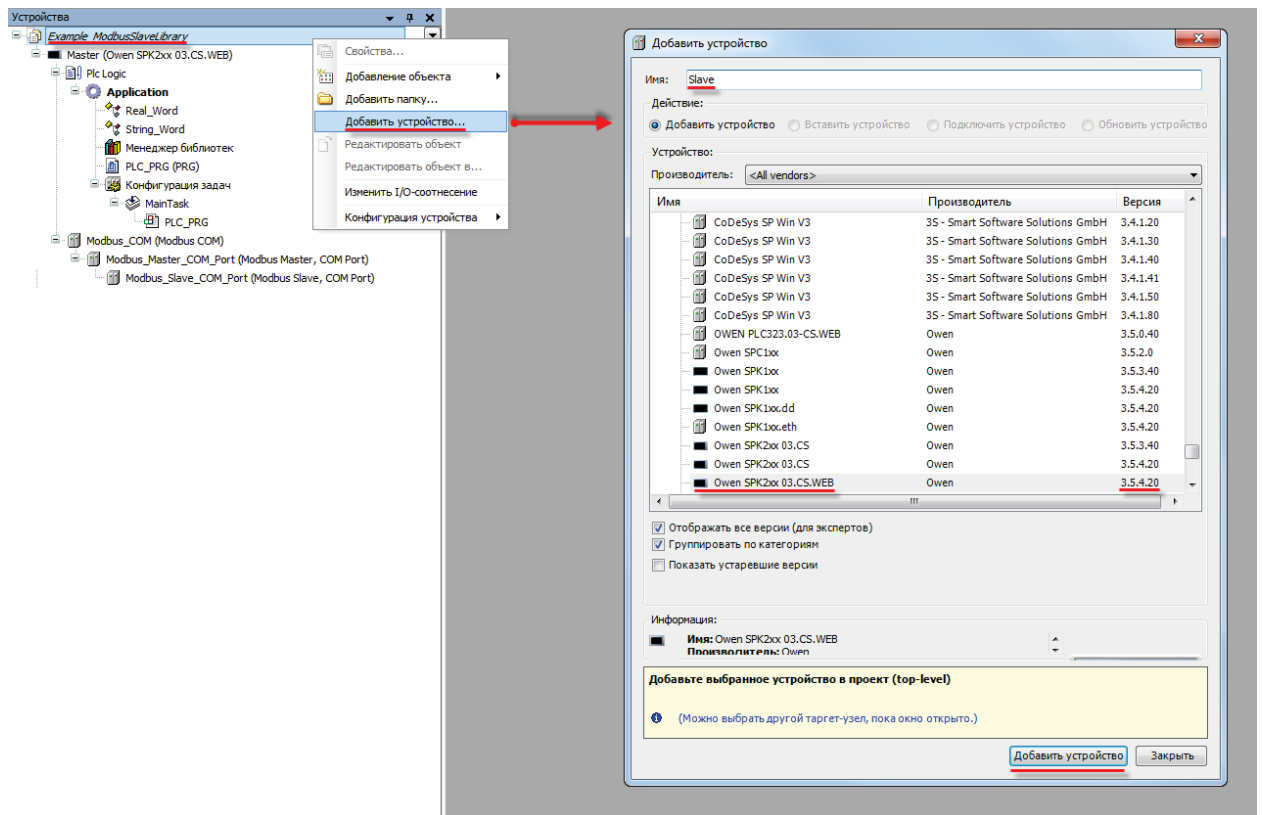 Устройства
Example_ModbusSlaveLibrary
Master (Owen SPK2xx 03.CS.WEB)
Plc Logic
Application
Real_Word
String_Word
Менеджер библиотек
PLC_PRG (PRG)
Конфигурация задач
MainTask
PLC_PRG
Modbus_COM (Modbus COM)
Modbus_Master_COM_Port (Modbus Master, COM Port)
Modbus_Slave_COM_Port (Modbus Slave, COM Port)
Свойства...
Добавление объекта
Добавить папку...
Добавить устройство...
Редактировать объект
Редактировать объект в...
Изменить I/O-соотнесение
Конфигурация устройства
Добавить устройство
Имя: Slave
Действие:
Добавить устройство Вставить устройство Подключить устройство Обновить устройство
Устройство:
Производитель: <All vendors>
Имя Производитель Версия
CoDeSys SP Win V3 3S - Smart Software Solutions GmbH 3.4.1.20
CoDeSys SP Win V3 3S - Smart Software Solutions GmbH 3.4.1.30
CoDeSys SP Win V3 3S - Smart Software Solutions GmbH 3.4.1.40
CoDeSys SP Win V3 3S - Smart Software Solutions GmbH 3.4.1.41
CoDeSys SP Win V3 3S - Smart Software Solutions GmbH 3.4.1.50
CoDeSys SP Win V3 3S - Smart Software Solutions GmbH 3.4.1.80
OWEN PLC323.03-CS.WEB Owen 3.5.0.40
Owen SPC1xx Owen 3.5.2.0
Owen SPK1xx Owen 3.5.3.40
Owen SPK1xx Owen 3.5.4.20
Owen SPK1xx.dd Owen 3.5.4.20
Owen SPK1xx.eth Owen 3.5.4.20
Owen SPK2xx 03.CS Owen 3.5.3.40
Owen SPK2xx 03.CS Owen 3.5.4.20
Owen SPK2xx 03.CS.WEB Owen 3.5.4.20
Отображать все версии (для экспертов)
Группировать по категориям
Показать устаревшие версии
Информация:
Имя: Owen SPK2xx 03.CS.WEB
Производитель: Owen
Добавьте выбранное устройство в проект (top-level)
(Можно выбрать другой таргет-узел, пока окно открыто.)
Добавить устройство Закрыть